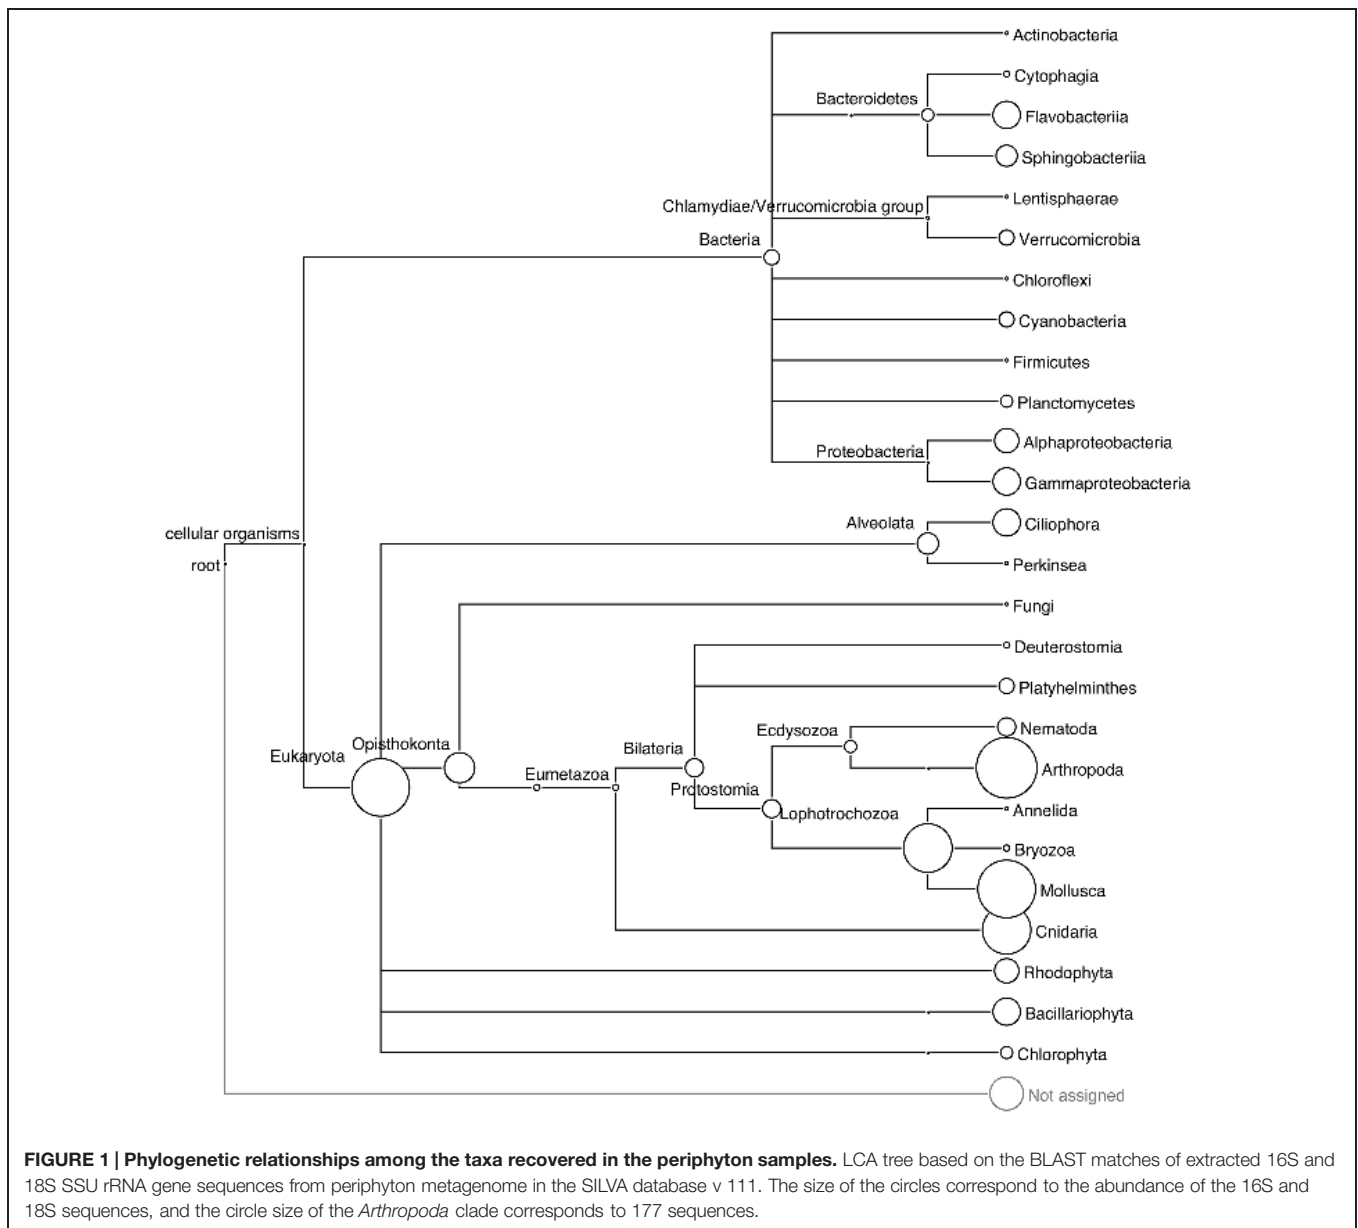 Actinobacteria
Cytophagia
Bacteroidetes
Flavobacteriia
Sphingobacteriia
Lentisphaerae
Chlamydiae/Verrucomicrobia group
Verrucomicrobia
Bacteria
Chloroflexi
Cyanobacteria
Firmicutes
Planctomycetes
Alphaproteobacteria
Proteobacteria
Gammaproteobacteria
Alveolata
Ciliophora
cellular organisms
root
Perkinsea
Fungi
Deuterostomia
Platyhelminthes
Ecdysozoa
Nematoda
Opisthokonta
Bilateria
Eukaryota
Arthropoda
Eumetazoa
Protostomia
Lophotrochozoa
Annelida
Bryozoa
Mollusca
Cnidaria
Rhodophyta
Bacillariophyta
Chlorophyta
Not assigned
FIGURE 1 | Phylogenetic relationships among the taxa recovered in the periphyton samples. LCA tree based on the BLAST matches of extracted 16S and
18S SSU rRNA gene sequences from periphyton metagenome in the SILVA database v 111. The size of the circles correspond to the abundance of the 16S and
18S sequences, and the circle size of the Arthropoda clade corresponds to 177 sequences.